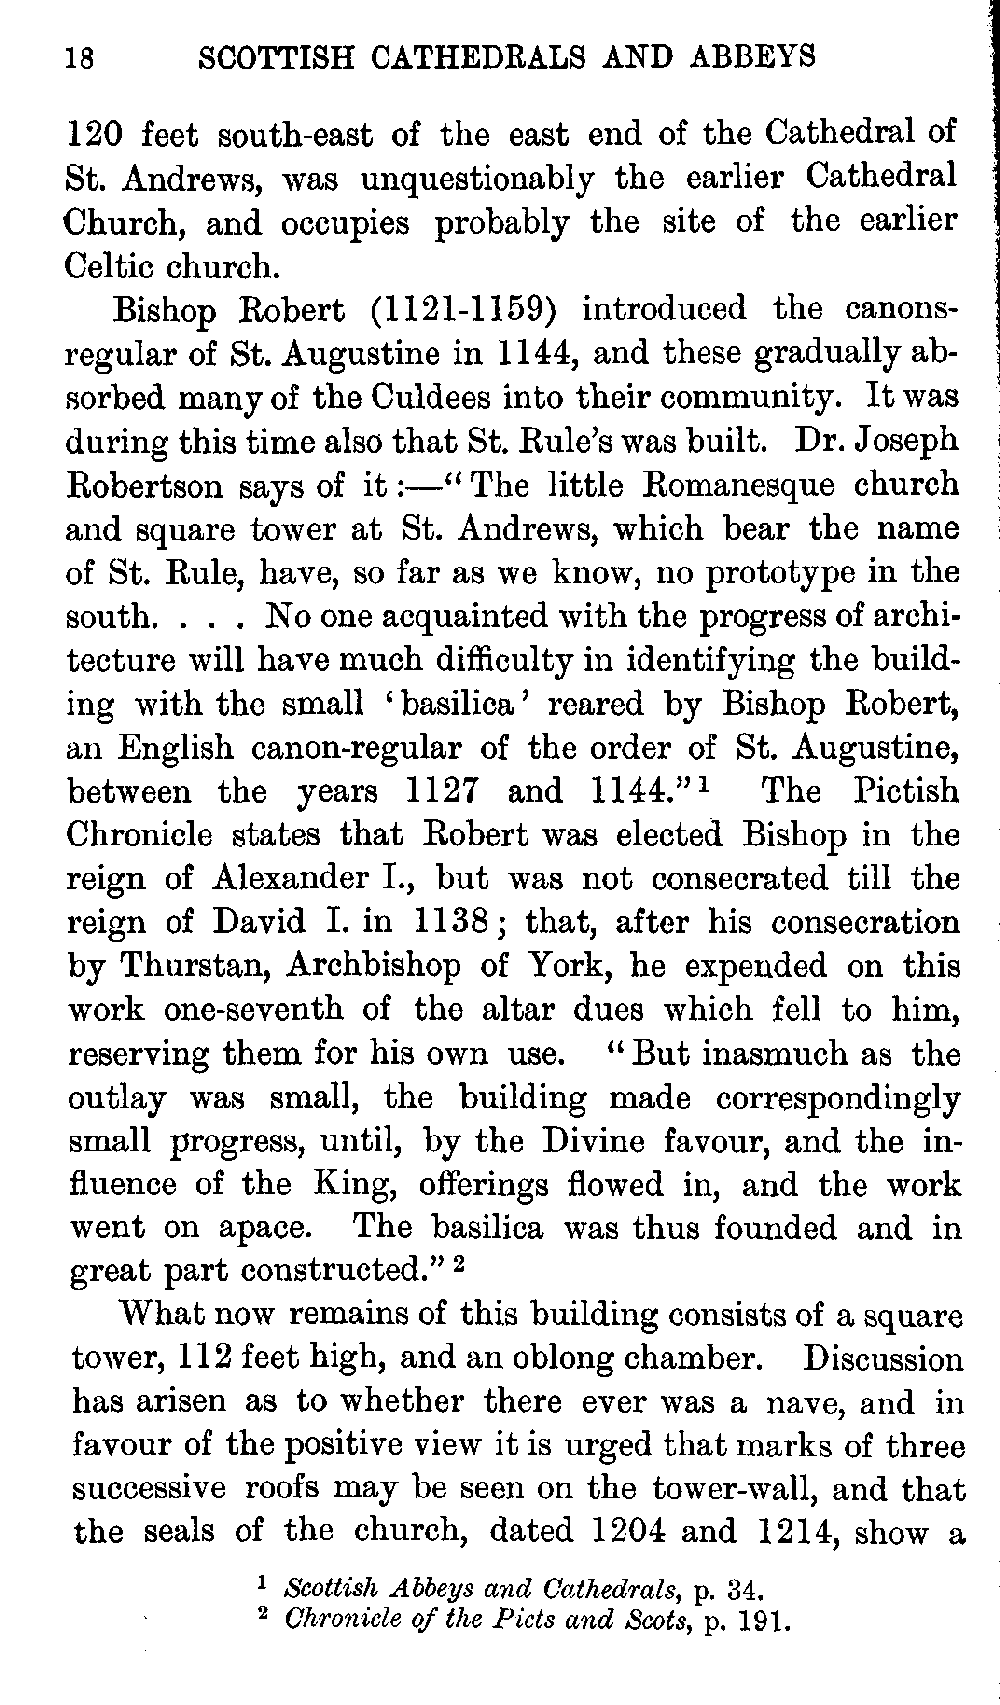 18 SCOTTISH CATHEDRALS AND ABBEYS
120 feet south-east of the east end of the Cathedral of
St. Andrews, was unquestionably the earlier Cathedral
Church, and occupies probably the site of the earlier
Celtic church.
Bishop Robert (1121-1159) introduced the canons-
regular of St. Augustine in 1144, and these gradually ab-
sorbed many of the Culdees into their community. It was
during this time also that St. Rule's was built. Dr. Joseph
Robertson says of it :—“ The little Romanesque church
and square tower at St. Andrews, which bear the name
of St. Rule, have, so far as we know, no prototype in the
south. . . . No one acquainted with the progress of archi-
tecture will have much difficulty in identifying the build-
ing with the small ‘ basilica ’ reared by Bishop Robert,
an English canon-regular of the order of St. Augustine,
between the years 1127 and 1144.” 1 The Pictish
Chronicle states that Robert was elected Bishop in the
reign of Alexander I., but was not consecrated till the
reign of David I. in 1138 ; that, after his consecration
by Thurstan, Archbishop of York, he expended on this
work one-seventh of the altar dues which fell to him,
reserving them for his own use. “ But inasmuch as the
outlay was small, the building made correspondingly
small progress, until, by the Divine favour, and the in-
fluence of the King, offerings flowed in, and the work
went on apace. The basilica was thus founded and in
great part constructed.” 2
What now remains of this building consists of a square
tower, 112 feet high, and an oblong chamber. Discussion
has arisen as to whether there ever was a nave, and in
favour of the positive view it is urged that marks of three
successive roofs may be seen on the tower-wall, and that
the seals of the church, dated 1204 and 1214, show a
1 Scottish Abbeys and Cathedrals, p. 34.
2 Chronicle of the Picts and Scots, p. 191.